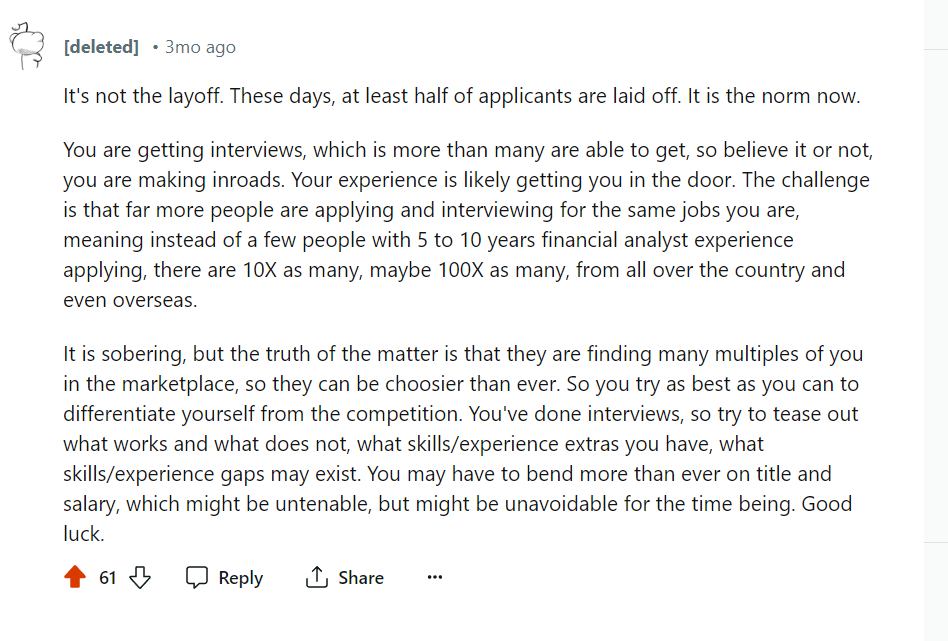 [deleted] • 3mo ago
It's not the layoff. These days, at least half of applicants are laid off. It is the norm now.
You are getting interviews, which is more than many are able to get, so believe it or not,
you are making inroads. Your experience is likely getting you in the door. The challenge
is that far more people are applying and interviewing for the same jobs you are,
meaning instead of a few people with 5 to 10 years financial analyst experience
applying, there are 10X as many, maybe 100X as many, from all over the country and
even overseas.
It is sobering, but the truth of the matter is that they are finding many multiples of you
in the marketplace, so they can be choosier than ever. So you try as best as you can to
differentiate yourself from the competition. You've done interviews, so try to tease out
what works and what does not, what skills/experience extras you have, what
skills/experience gaps may exist. You may have to bend more than ever on title and
salary, which might be untenable, but might be unavoidable for the time being. Good
luck.
61 Reply Share ...